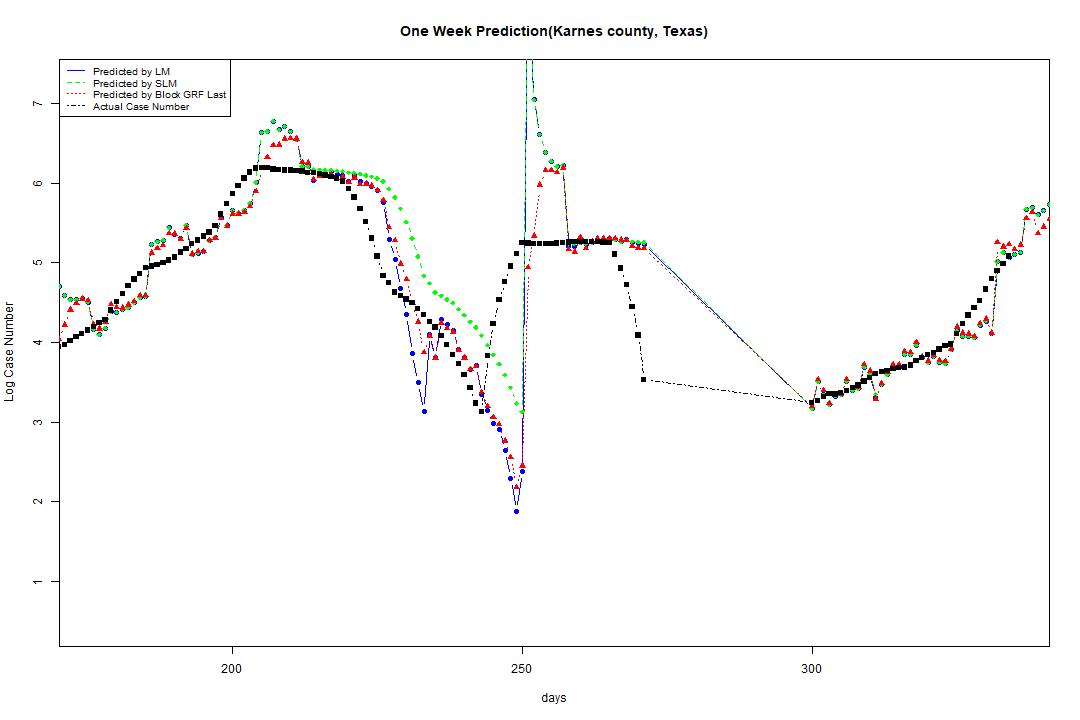 One Week Prediction(Karnes county, Texas)
Predicted by LM
Predicted by SLM
Predicted by Block GRF Last
Actual Case Number
7
6
5
4
3
2
1
Log Case Number
200 250 300
days